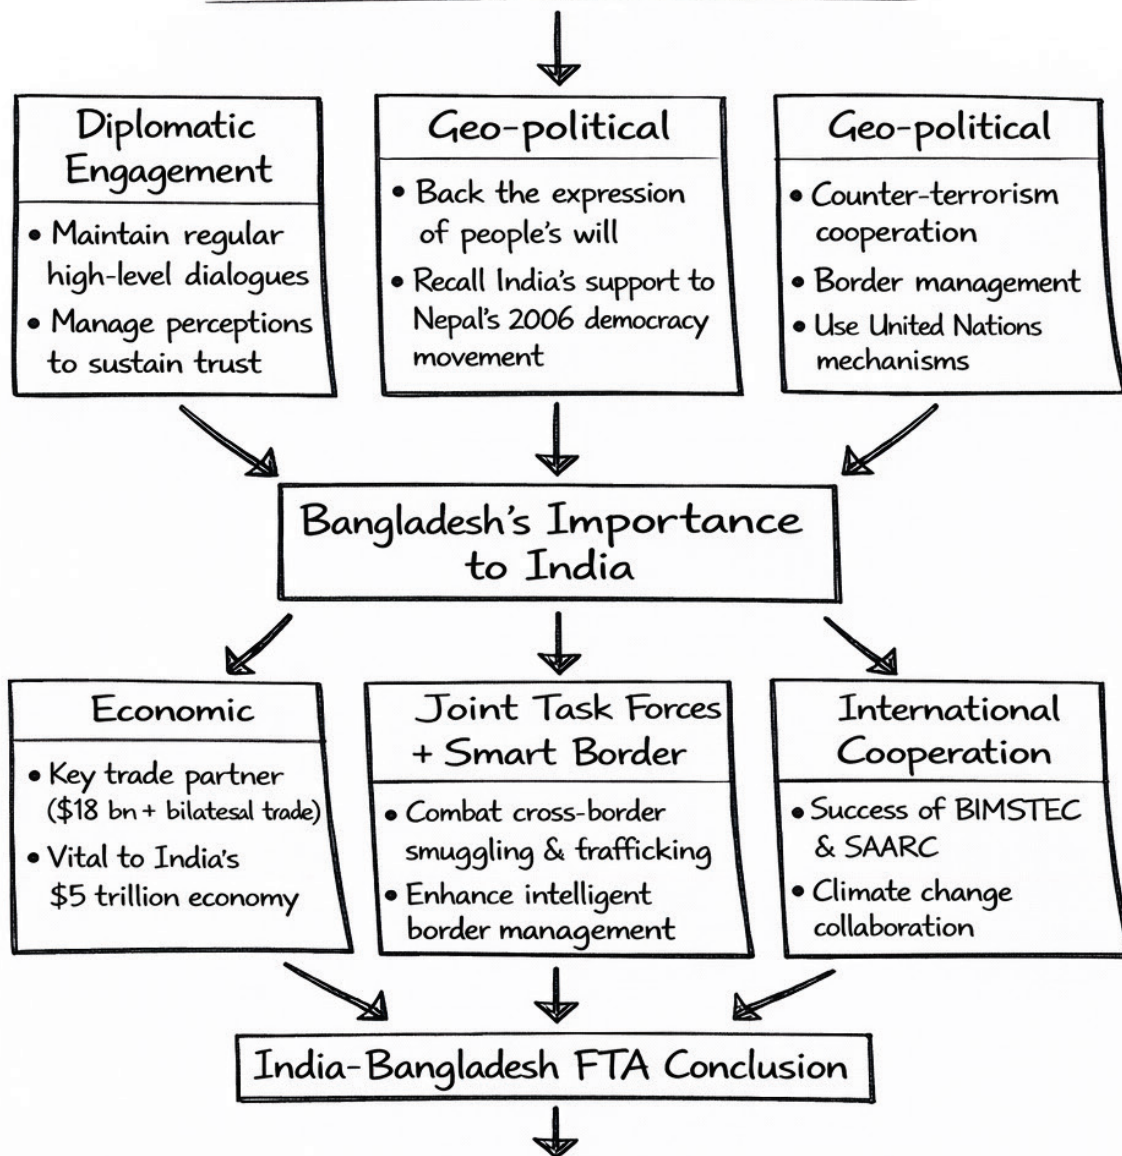 Diplomatic
Engagement
• Maintain regular
high-level dialogues
• Manage perceptions
to sustain trust
Geo-political
• Back the expression
of people's will
• Recall India's support to
Nepal's 2006 democracy
movement
Geo-political
• Counter-terrorism
cooperation
• Border management
• Use United Nations
mechanisms
Bangladesh's Importance
to India
Economic
• Key trade partner
($18 bn+ bilatesal trade)
• Vital to India's
$5 trillion economy
Joint Task Forces
+ Smart Border
• Combat cross-border
smuggling & trafficking
• Enhance intelligent
border management
International
Cooperation
• Success of BIMSTEC
& SAARC
• Climate change
collaboration
India-Bangladesh FTA Conclusion